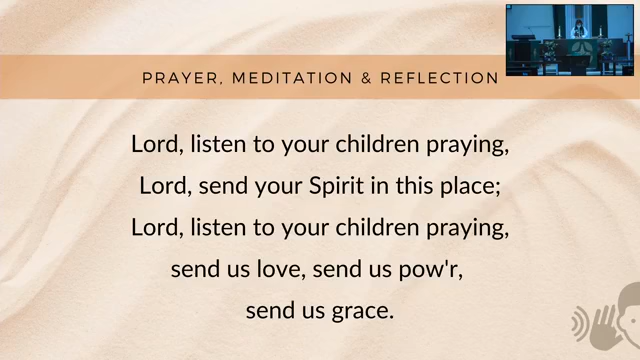 PRAYER, MEDITATION & REFLECTION
Lord, listen to your children praying,
Lord, send your Spirit in this place;
Lord, listen to your children praying,
send us love, send us pow'r,
send us grace.